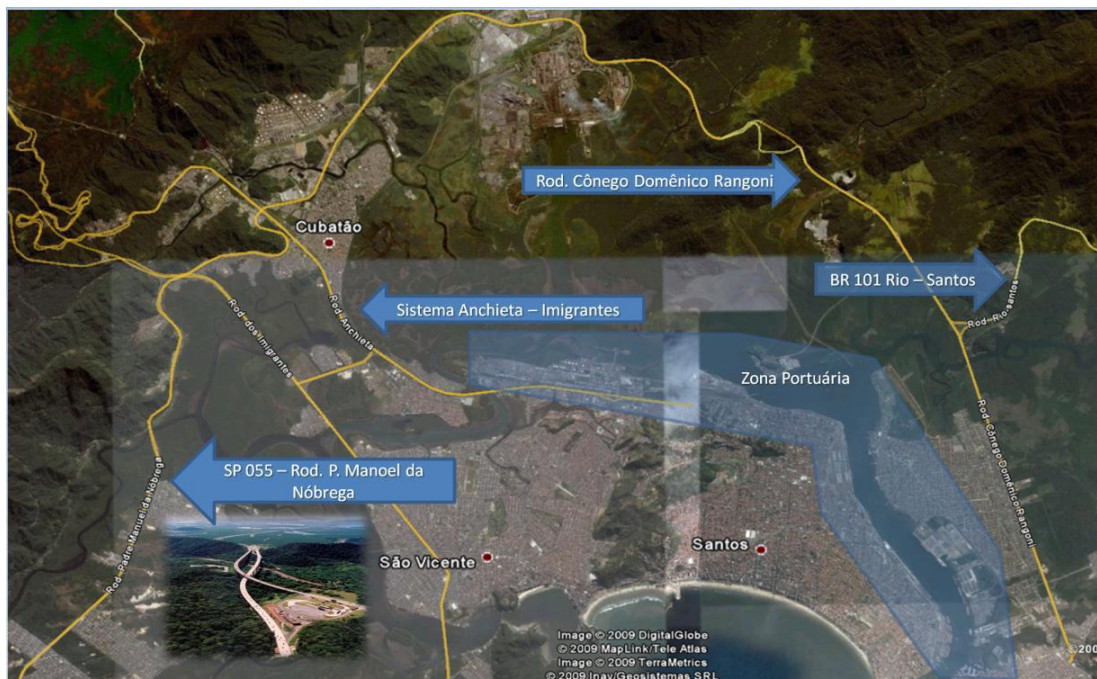 Rod. Cônego Domênico Rangoni
Cubatão
BR 101 Rio – Santos
Rod. Rio-santos
Sistema Anchieta – Imigrantes
Rod. Anchieta
Rod. dos Imigrantes
Zona Portuária
SP 055 – Rod. P. Manoel da
Nóbrega
Rod. Padre Manuel da Nóbrega
Rod. Cônego Domênico Rangoni
São Vicente
Santos
Image © 2009 DigitalGlobe
© 2009 MapLink/Tele Atlas
Image © 2009 TerraMetrics
© 2009 Inav/Geosistemas SRL
©200